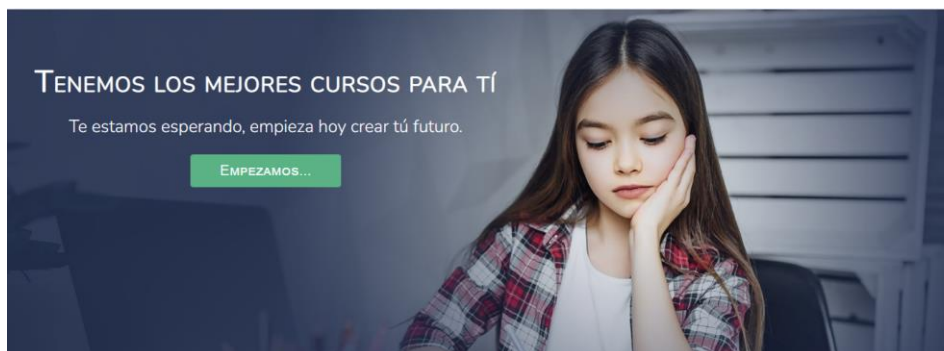 Tenemos los mejores cursos para tí
Te estamos esperando, empieza hoy crear tú futuro.
Empezamos...